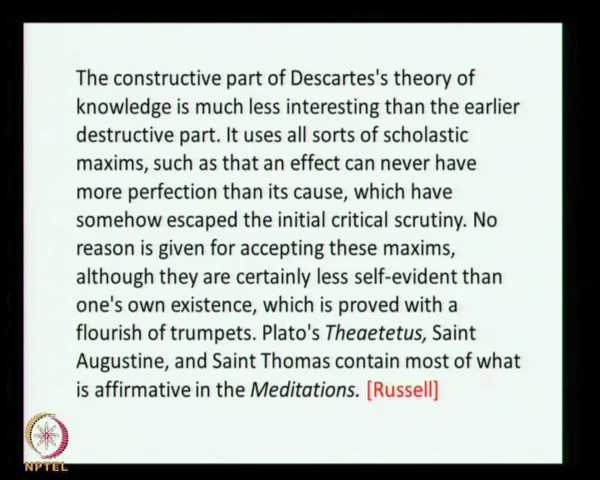 The constructive part of Descartes's theory of
knowledge is much less interesting than the earlier
destructive part. It uses all sorts of scholastic
maxims, such as that an effect can never have
more perfection than its cause, which have
somehow escaped the initial critical scrutiny. No
reason is given for accepting these maxims,
although they are certainly less self-evident than
one's own existence, which is proved with a
flourish of trumpets. Plato's Theaetetus, Saint
Augustine, and Saint Thomas contain most of what
is affirmative in the Meditations. [Russell]
NPTEL